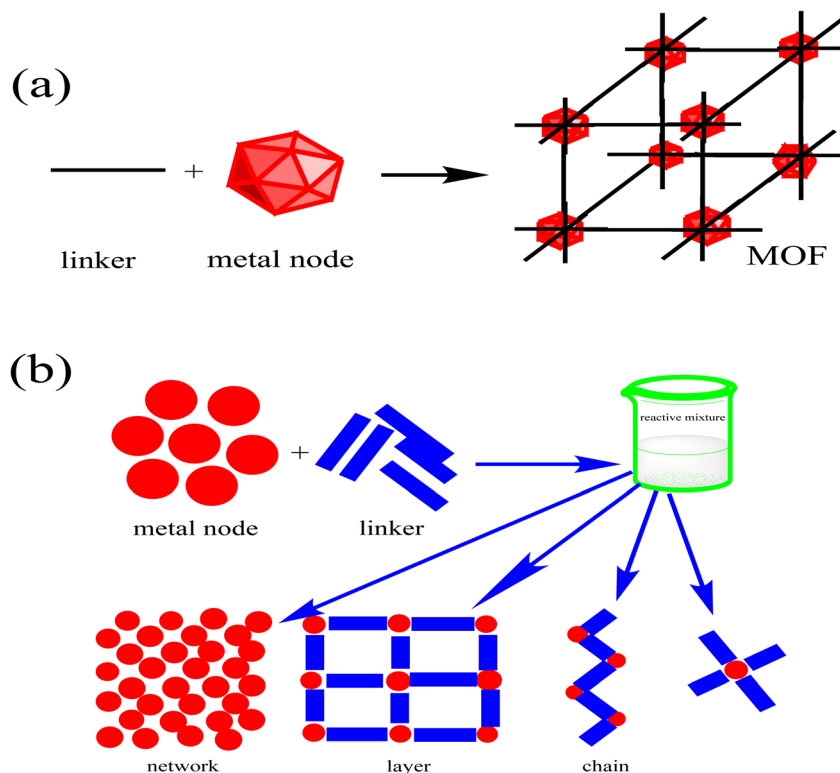 (a)
+
linker
metal node
MOF
(b)
reactive mixture
+
metal node
linker
network
layer
chain